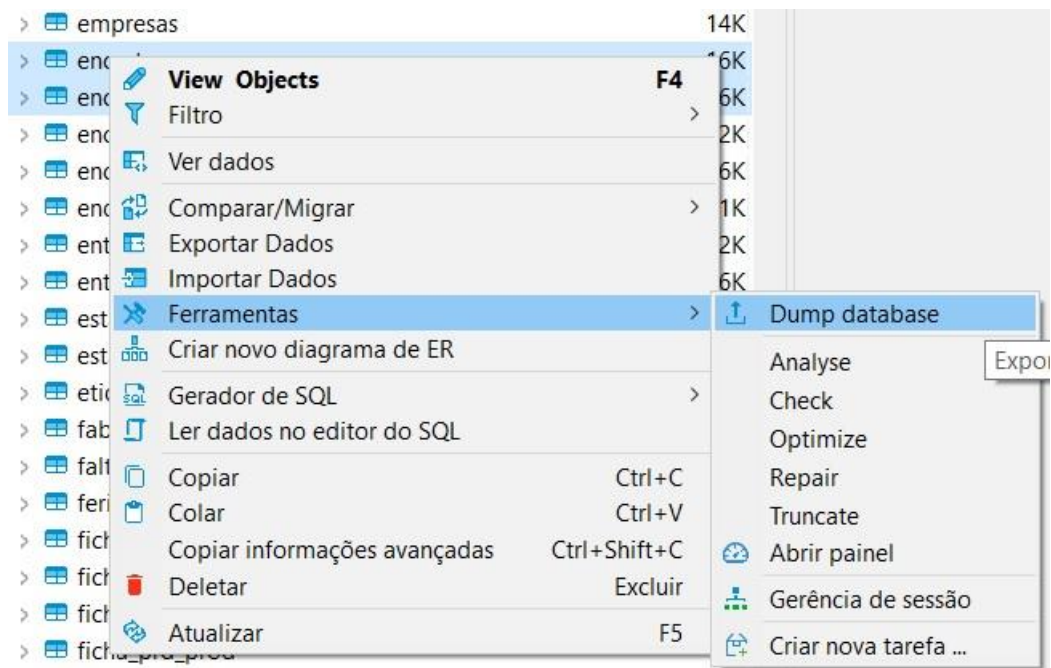 empresas 14K
View Objects F4
Filtro
Ver dados
Comparar/Migrar
Exportar Dados
Importar Dados
Ferramentas
Criar novo diagrama de ER
Gerador de SQL
Ler dados no editor do SQL
Copiar Ctrl+C
Colar Ctrl+V
Copiar informações avançadas Ctrl+Shift+C
Deletar Excluir
Atualizar F5
Dump database
Analyse
Check
Optimize
Repair
Truncate
Abrir painel
Gerência de sessão
Criar nova tarefa ...